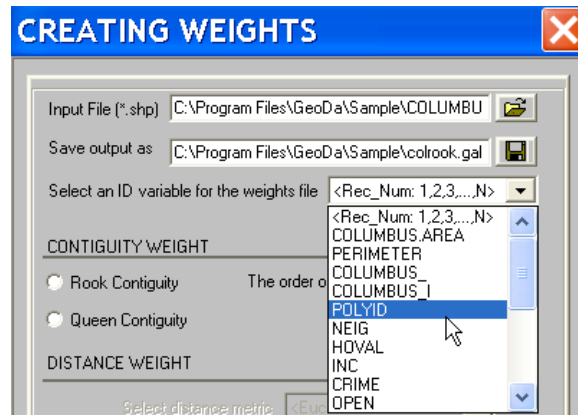 CREATING WEIGHTS
Input File (*.shp) C:\Program Files\GeoDa\Sample\COLUMBU
Save output as C:\Program Files\GeoDa\Sample\colrook.gal
Select an ID variable for the weights file <Rec_Num: 1,2,3,...,N>
<Rec_Num: 1,2,3,...,N>
COLUMBUS.AREA
CONTIGUITY WEIGHT
PERIMETER
COLUMBUS_
Rook Contiguity The order o
COLUMBUS_I
POLYID
Queen Contiguity
NEIG
HOVAL
DISTANCE WEIGHT
INC
CRIME
Select distance metric <Euc
OPEN